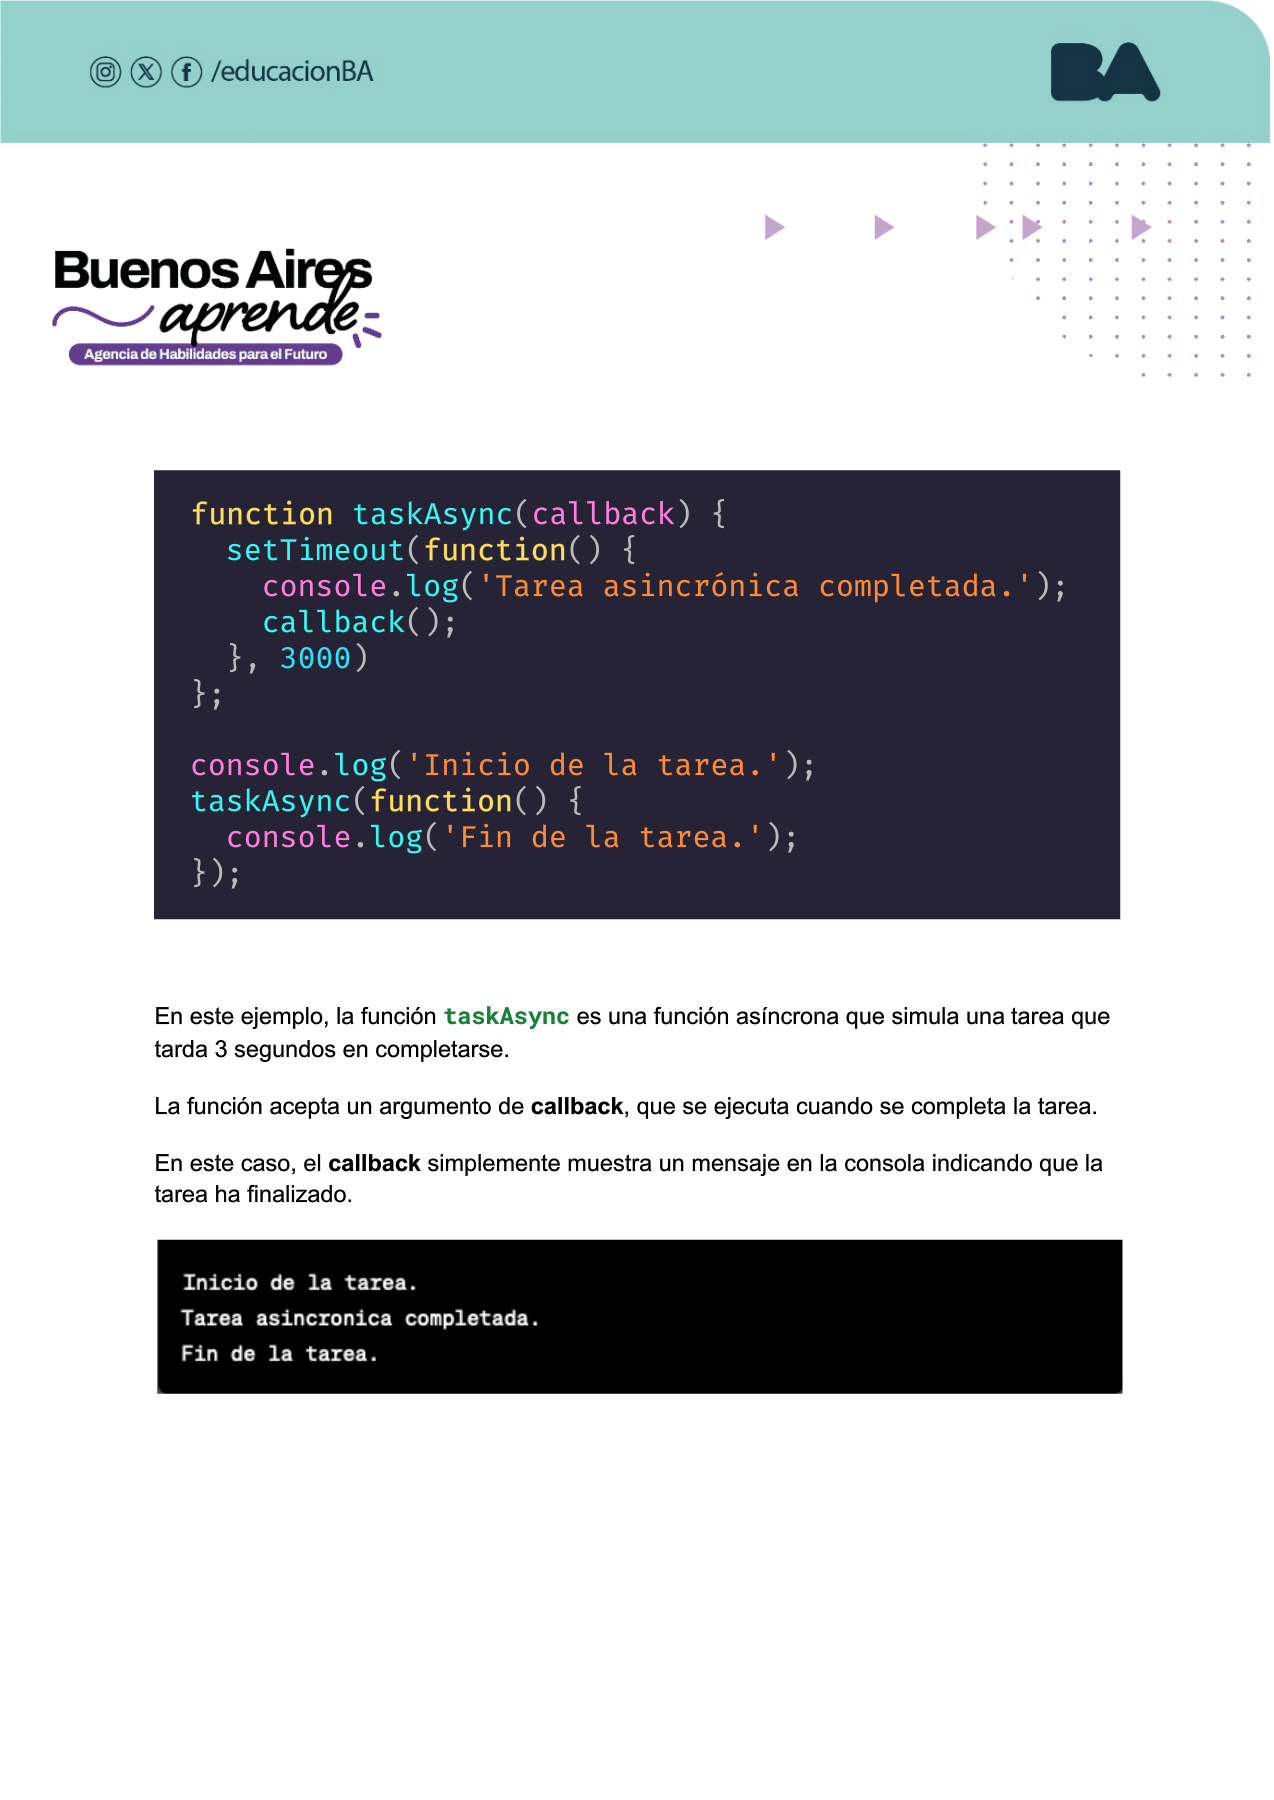 /educacionBA
BA
Buenos Aires
aprende
Agencia de Habilidades para el Futuro
function taskAsync(callback) {
  setTimeout(function() {
    console.log('Tarea asincrónica completada.');
    callback();
  }, 3000)
};

console.log('Inicio de la tarea.');
taskAsync(function() {
  console.log('Fin de la tarea.');
});
En este ejemplo, la función taskAsync es una función asíncrona que simula una tarea que
tarda 3 segundos en completarse.
La función acepta un argumento de callback, que se ejecuta cuando se completa la tarea.
En este caso, el callback simplemente muestra un mensaje en la consola indicando que la
tarea ha finalizado.
Inicio de la tarea.
Tarea asincronica completada.
Fin de la tarea.